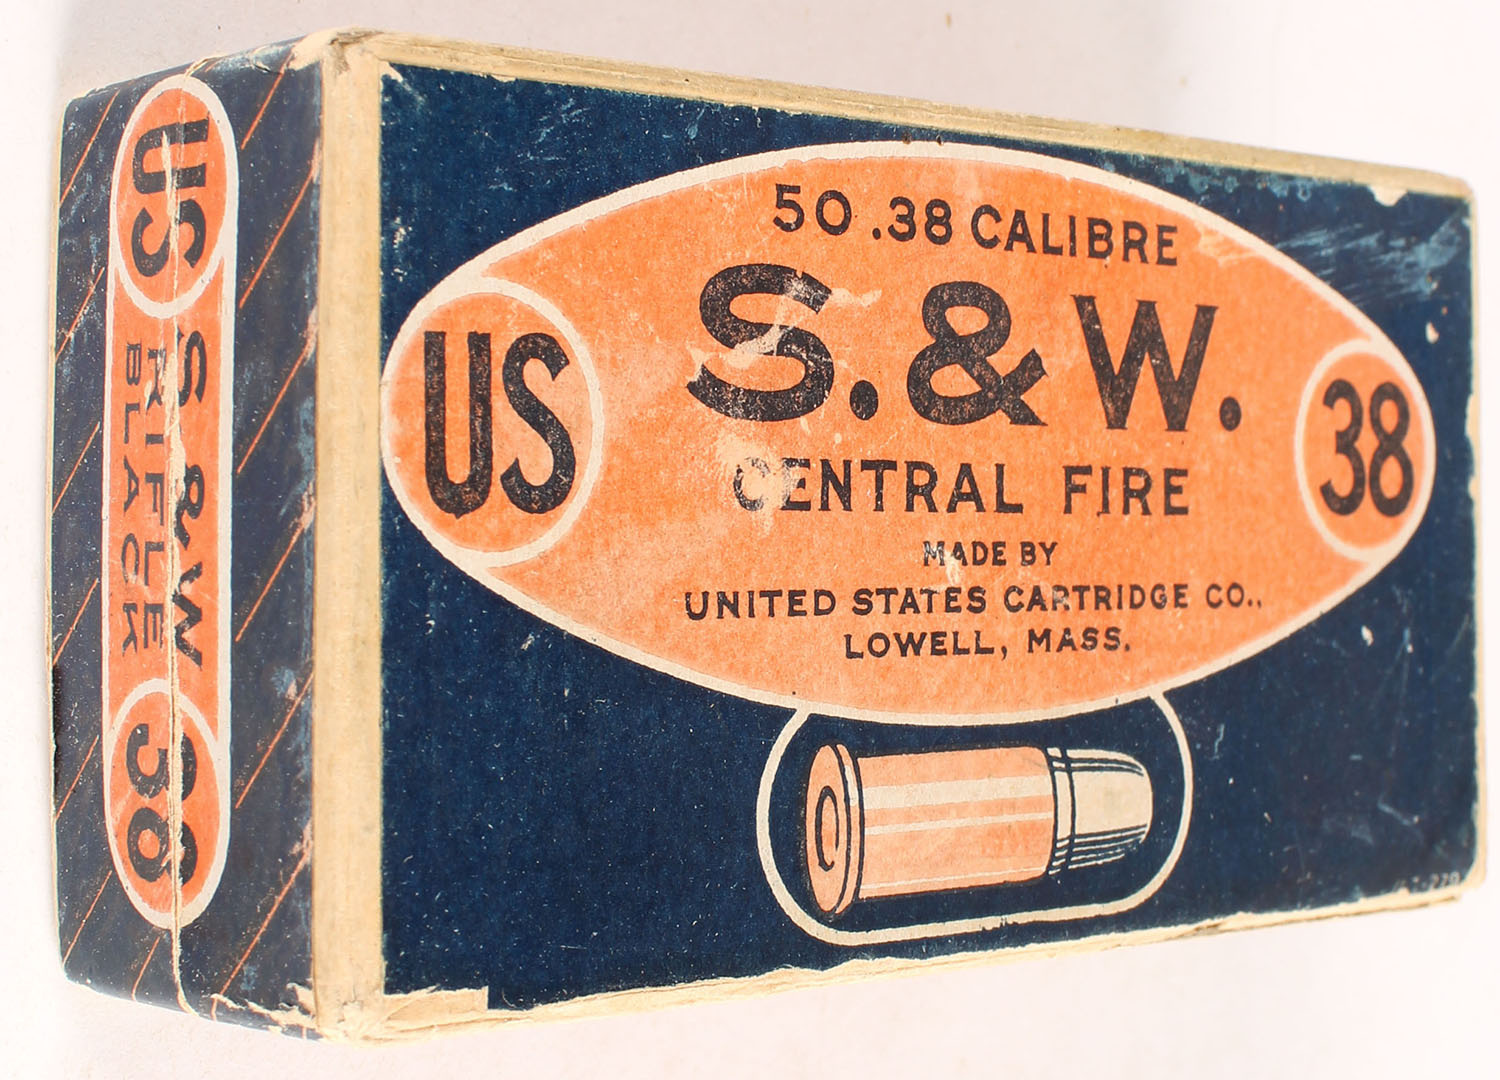 50 .38 CALIBRE
S. & W.
US
38
CENTRAL FIRE
MADE BY
UNITED STATES CARTRIDGE CO.,
LOWELL, MASS.
US
S & W
RIFLE
BLACK
38